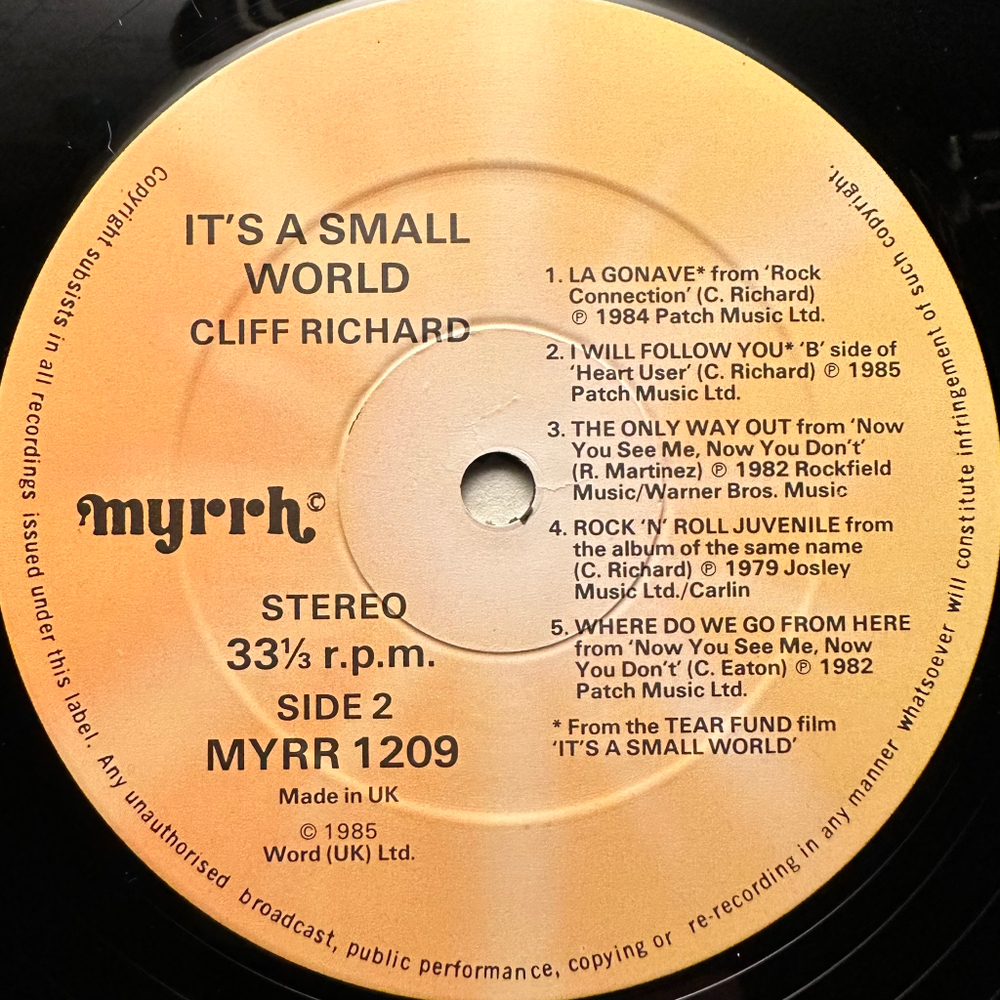 IT'S A SMALL
WORLD
CLIFF RICHARD
myrrh©
STEREO
33⅓ r.p.m.
SIDE 2
MYRR 1209
Made in UK
© 1985
Word (UK) Ltd.
1. LA GONAVE* from 'Rock
Connection' (C. Richard)
℗ 1984 Patch Music Ltd.
2. I WILL FOLLOW YOU* 'B' side of
'Heart User' (C. Richard) ℗ 1985
Patch Music Ltd.
3. THE ONLY WAY OUT from 'Now
You See Me, Now You Don't'
(R. Martinez) ℗ 1982 Rockfield
Music/Warner Bros. Music
4. ROCK 'N' ROLL JUVENILE from
the album of the same name
(C. Richard) ℗ 1979 Josley
Music Ltd./Carlin
5. WHERE DO WE GO FROM HERE
from 'Now You See Me, Now
You Don't' (C. Eaton) ℗ 1982
Patch Music Ltd.
* From the TEAR FUND film
'IT'S A SMALL WORLD'
Copyright subsists in all recordings issued under this label. Any unauthorised broadcast, public performance, copying or re-recording in any manner whatsoever will constitute infringement of such copyright.